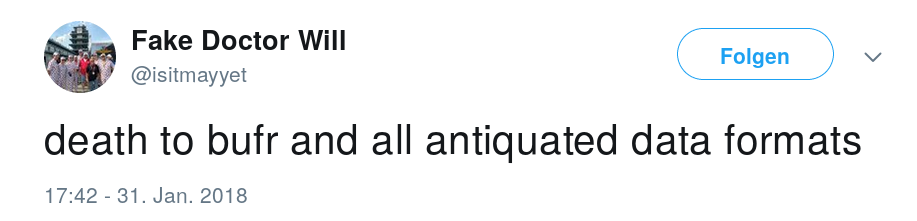 Fake Doctor Will
@isitmayyet
Folgen
death to bufr and all antiquated data formats
17:42 - 31. Jan. 2018